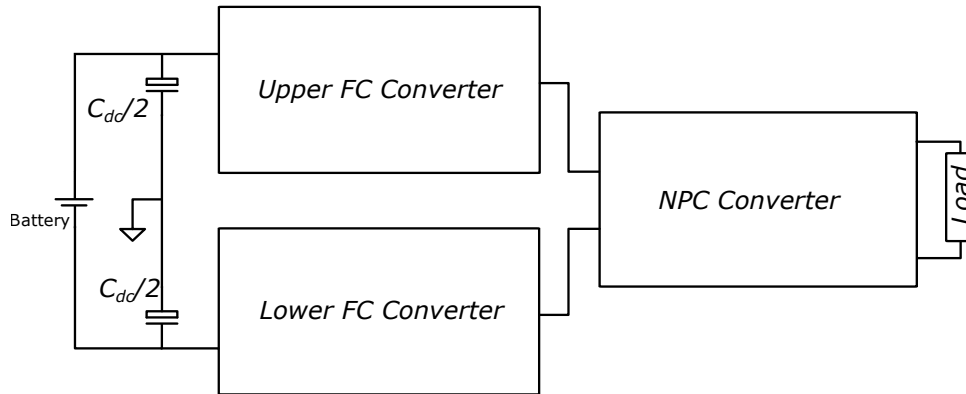 Upper FC Converter
C_dc/2
NPC Converter
Load
Battery
C_dc/2
Lower FC Converter